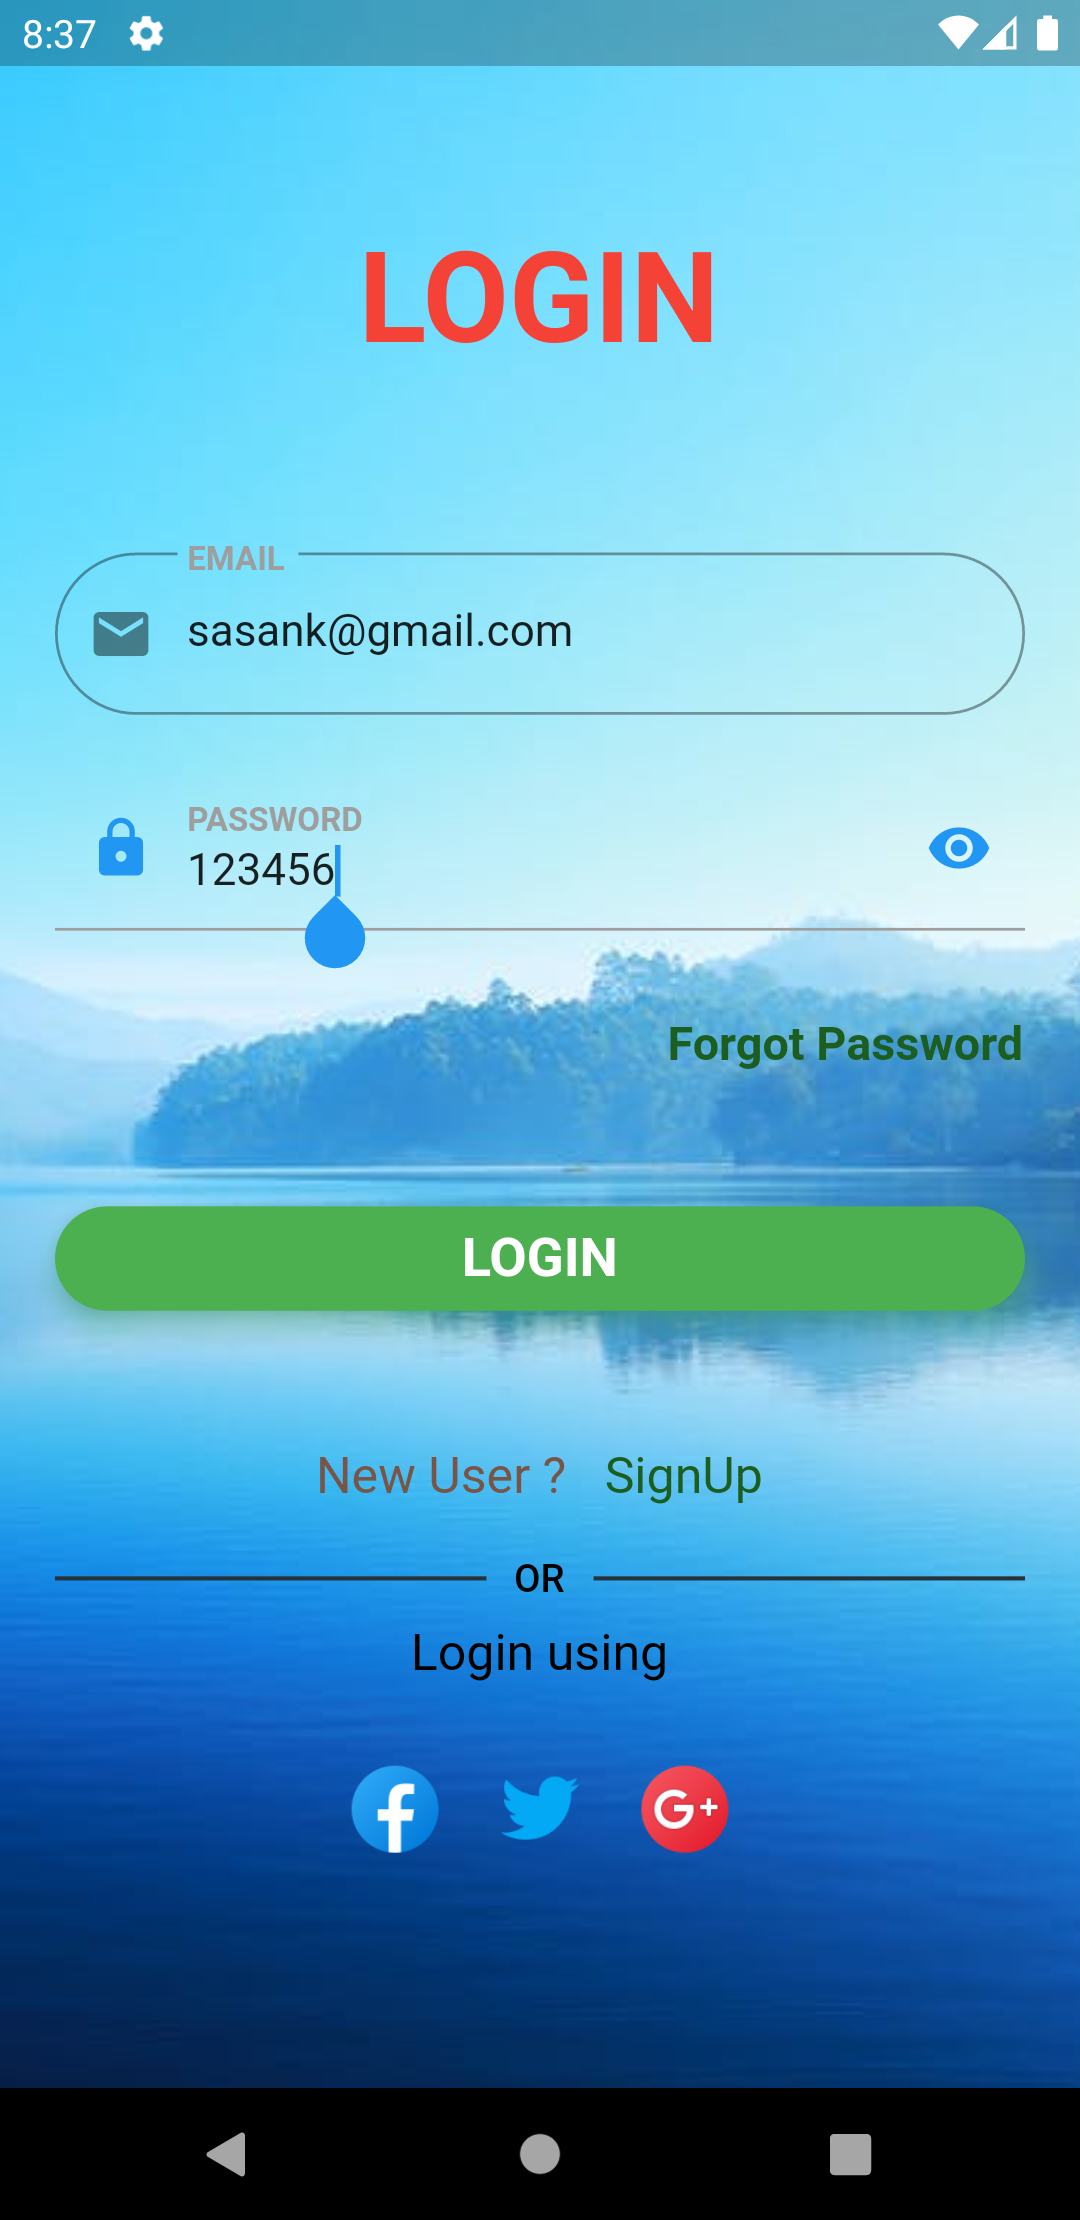 8:37
LOGIN
EMAIL
sasank@gmail.com
PASSWORD
123456
Forgot Password
LOGIN
New User ? SignUp
OR
Login using
f
G+